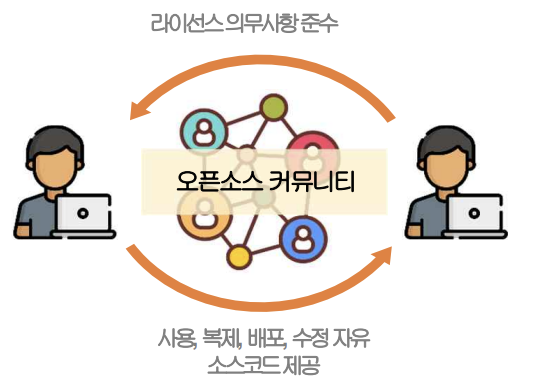 라이선스 의무사항 준수
오픈소스 커뮤니티
사용, 복제, 배포, 수정 자유
소스코드 제공